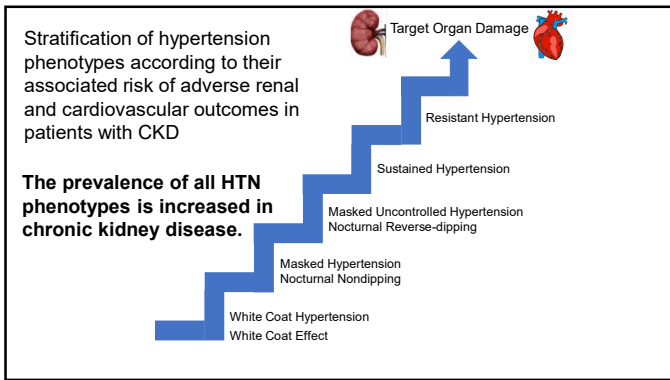 Stratification of hypertension
phenotypes according to their
associated risk of adverse renal
and cardiovascular outcomes in
patients with CKD
The prevalence of all HTN
phenotypes is increased in
chronic kidney disease.
Target Organ Damage
Resistant Hypertension
Sustained Hypertension
Masked Uncontrolled Hypertension
Nocturnal Reverse-dipping
Masked Hypertension
Nocturnal Nondipping
White Coat Hypertension
White Coat Effect